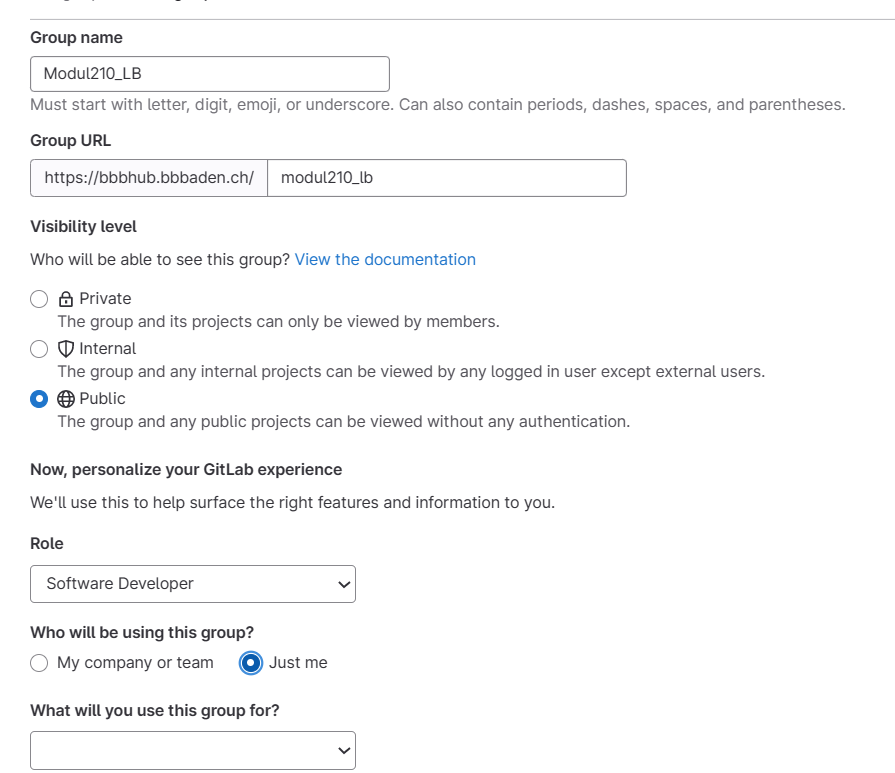 Group name
Modul210_LB
Must start with letter, digit, emoji, or underscore. Can also contain periods, dashes, spaces, and parentheses.
Group URL
https://bbbhub.bbbaden.ch/ modul210_lb
Visibility level
Who will be able to see this group? View the documentation
Private
The group and its projects can only be viewed by members.
Internal
The group and any internal projects can be viewed by any logged in user except external users.
Public
The group and any public projects can be viewed without any authentication.
Now, personalize your GitLab experience
We'll use this to help surface the right features and information to you.
Role
Software Developer
Who will be using this group?
My company or team Just me
What will you use this group for?